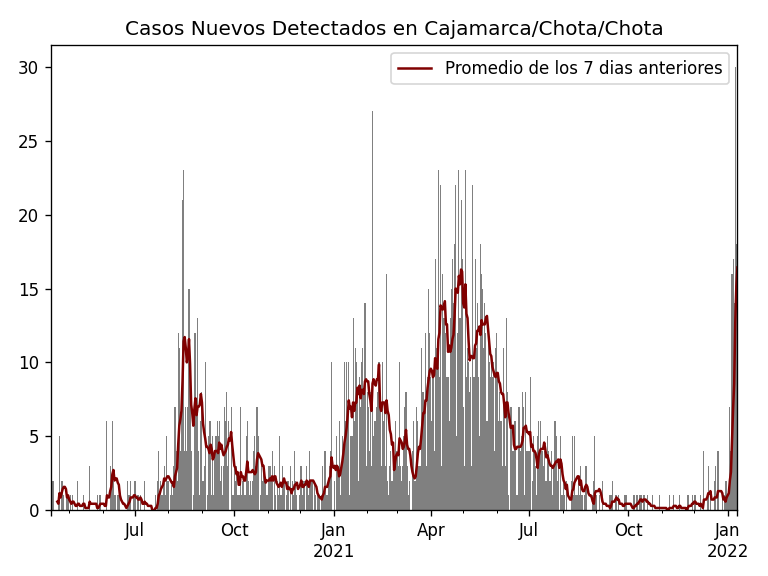 Casos Nuevos Detectados en Cajamarca/Chota/Chota
Promedio de los 7 dias anteriores
30
25
20
15
10
5
0
Jul Oct Jan Apr Jul Oct Jan
2021 2022